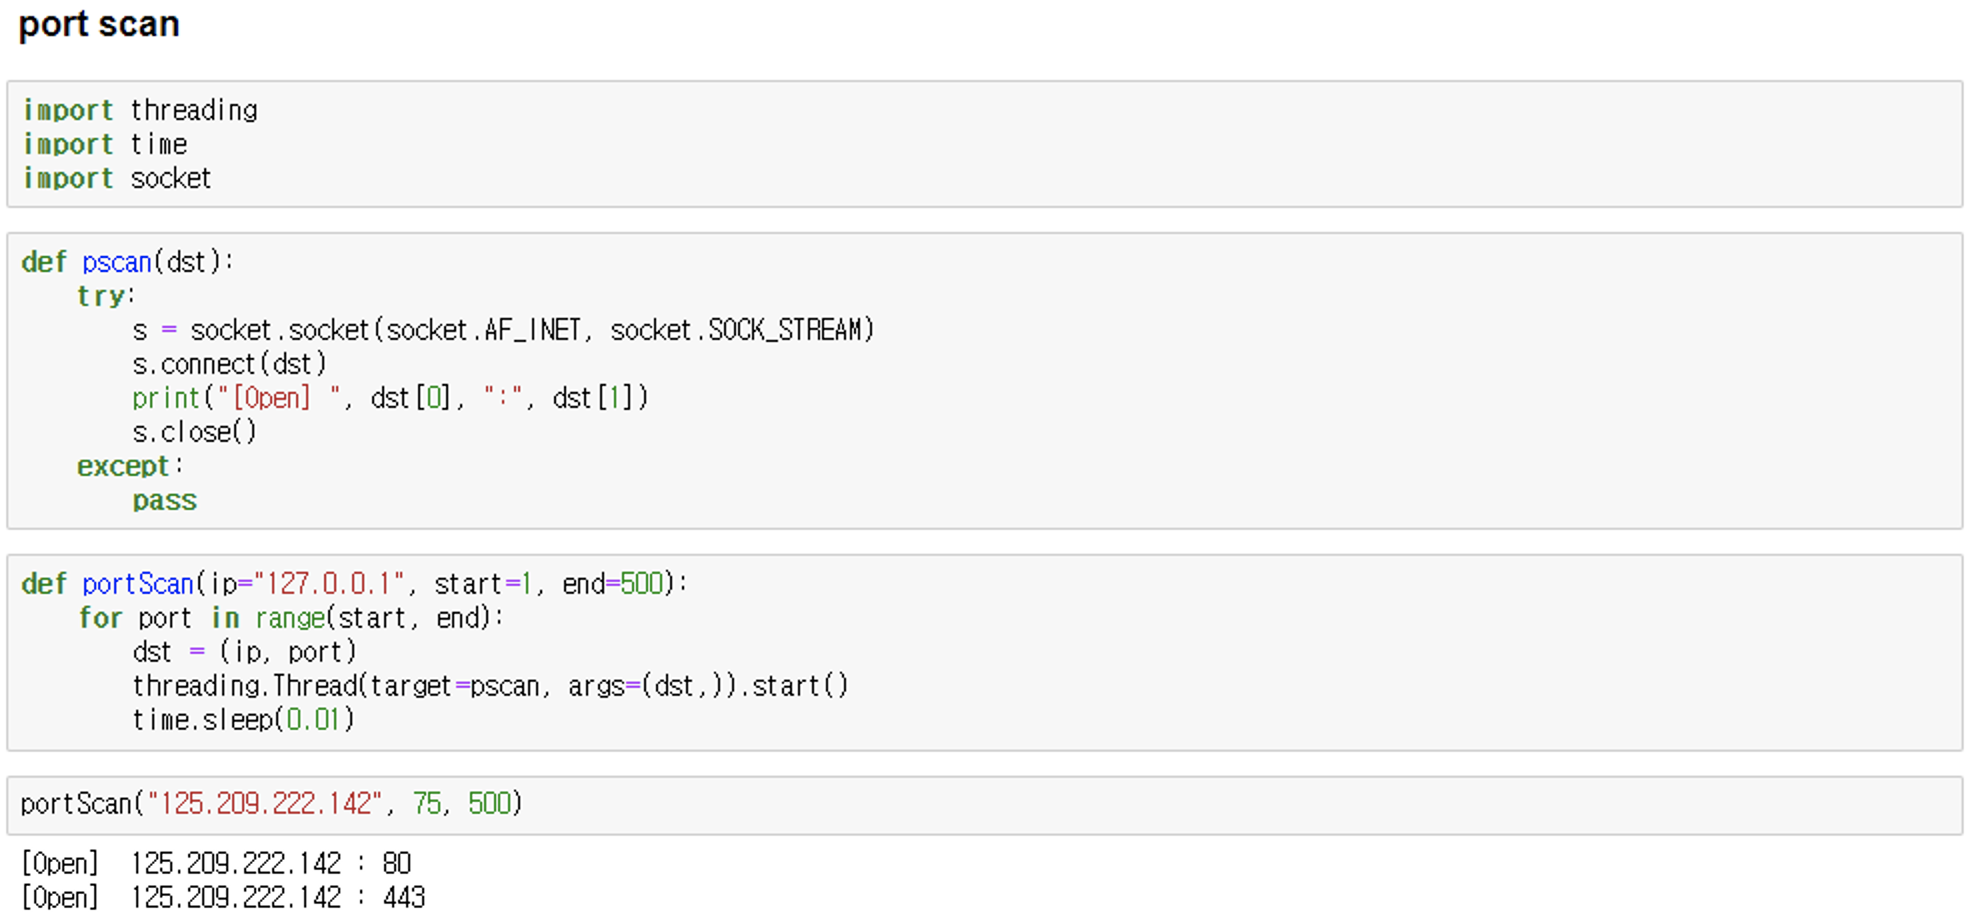 port scan
import threading
import time
import socket
def pscan(dst):
    try:
        s = socket.socket(socket.AF_INET, socket.SOCK_STREAM)
        s.connect(dst)
        print("[Open] ", dst[0], ":", dst[1])
        s.close()
    except:
        pass
def portScan(ip="127.0.0.1", start=1, end=500):
    for port in range(start, end):
        dst = (ip, port)
        threading.Thread(target=pscan, args=(dst,)).start()
        time.sleep(0.01)
portScan("125.209.222.142", 75, 500)
[Open]  125.209.222.142 : 80
[Open]  125.209.222.142 : 443